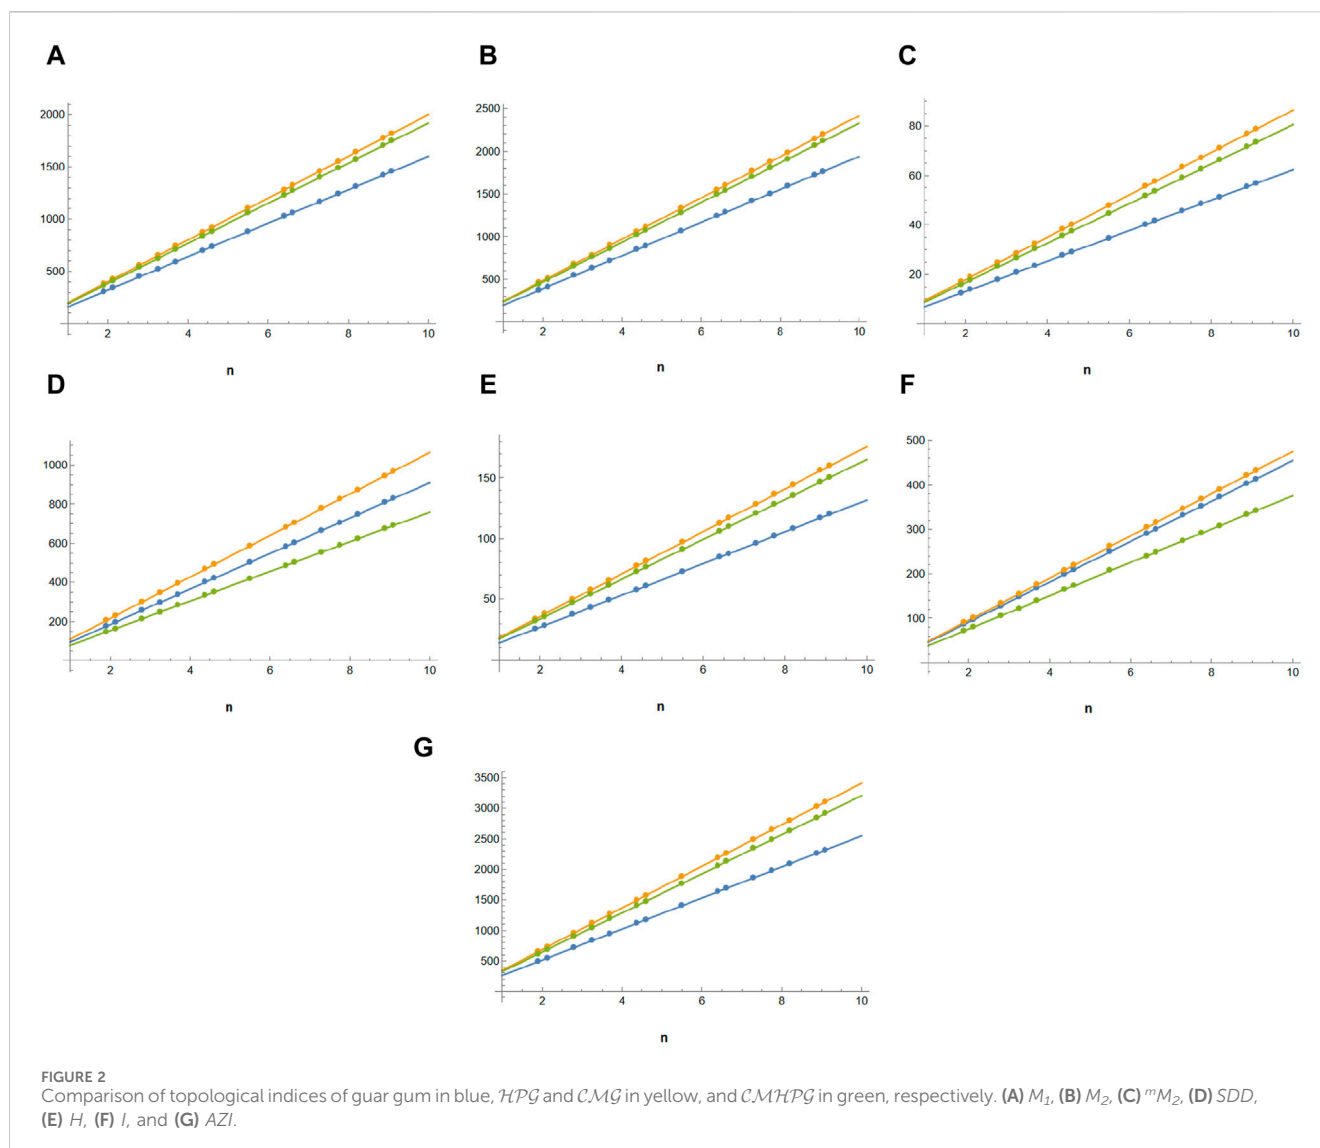 A
2000
1500
1000
500
2 4 6 8 10
n
B
2500
2000
1500
1000
500
2 4 6 8 10
n
C
80
60
40
20
2 4 6 8 10
n
D
1000
800
600
400
200
2 4 6 8 10
n
E
150
100
50
2 4 6 8 10
n
F
500
400
300
200
100
2 4 6 8 10
n
G
3500
3000
2500
2000
1500
1000
500
2 4 6 8 10
n
FIGURE 2
Comparison of topological indices of guar gum in blue, 𝓗𝓟𝓖 and 𝓒𝓜𝓖 in yellow, and 𝓒𝓜𝓗𝓟𝓖 in green, respectively. (A) M₁, (B) M₂, (C) ᵐM₂, (D) SDD,
(E) H, (F) I, and (G) AZI.